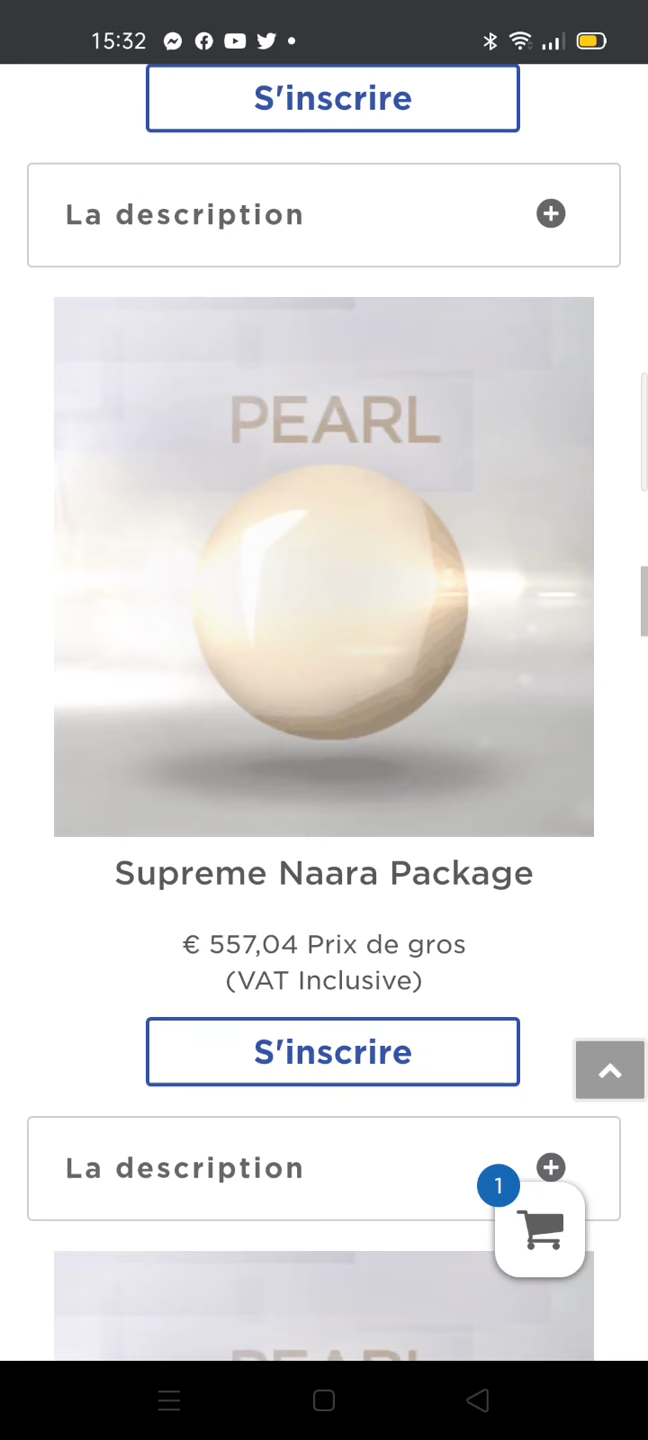 15:32
S'inscrire
La description
PEARL
Supreme Naara Package
€ 557,04 Prix de gros
(VAT Inclusive)
S'inscrire
La description
1
PEARL